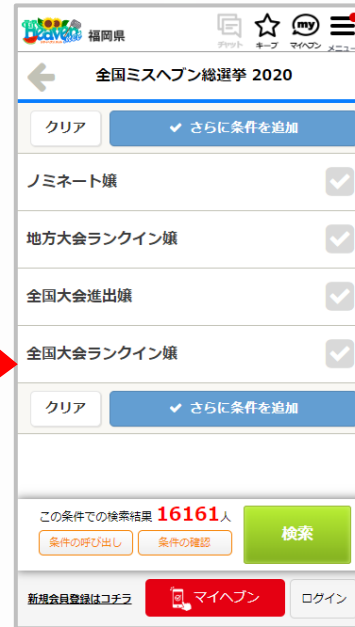 Heaven 福岡県
チャット キープ my マイヘブン メニュー
全国ミスヘブン総選挙 2020
クリア さらに条件を追加
ノミネート嬢
地方大会ランクイン嬢
全国大会進出嬢
全国大会ランクイン嬢
クリア さらに条件を追加
この条件での検索結果 16161人
条件の呼び出し 条件の確認 検索
新規会員登録はコチラ マイヘブン ログイン